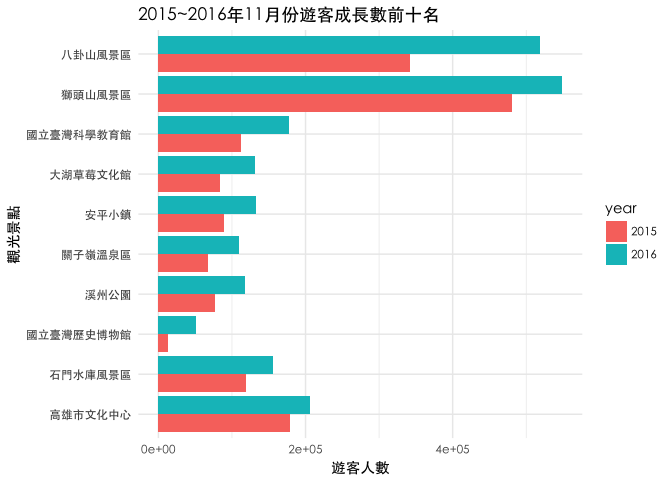 2015~2016年11月份遊客成長數前十名
觀光景點
八卦山風景區
獅頭山風景區
國立臺灣科學教育館
大湖草莓文化館
安平小鎮
關子嶺溫泉區
溪州公園
國立臺灣歷史博物館
石門水庫風景區
高雄市文化中心
0e+00
2e+05
4e+05
遊客人數
year
2015
2016